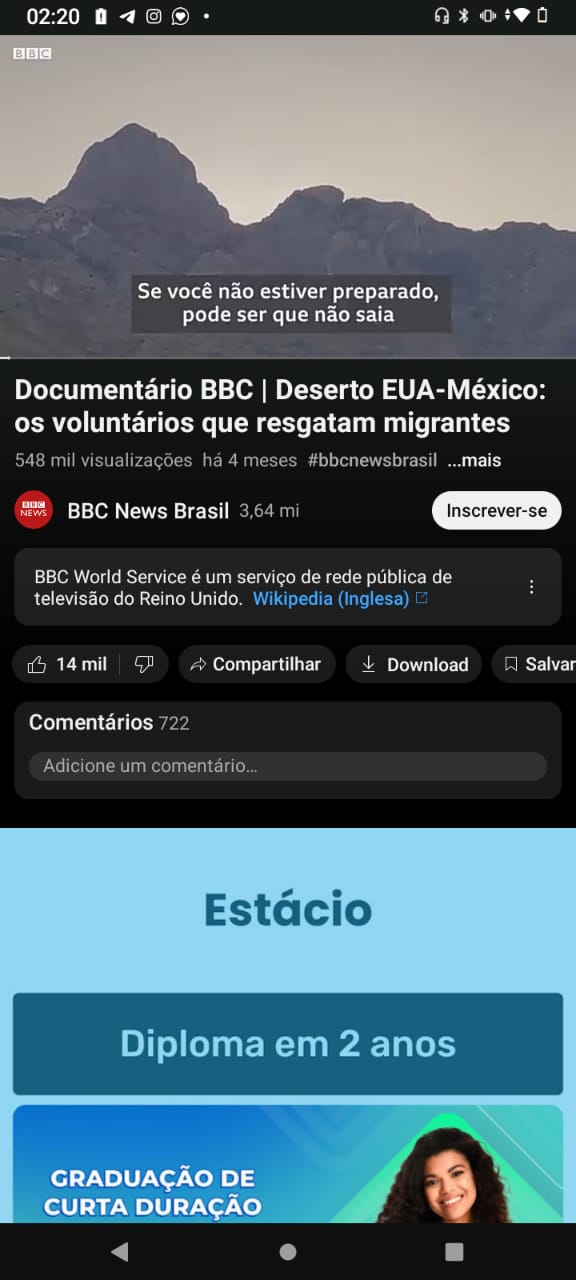 02:20
BBC
Se você não estiver preparado,
pode ser que não saia
Documentário BBC | Deserto EUA-México:
os voluntários que resgatam migrantes
548 mil visualizações há 4 meses #bbcnewsbrasil ...mais
BBC NEWS
BBC News Brasil 3,64 mi
Inscrever-se
BBC World Service é um serviço de rede pública de
televisão do Reino Unido. Wikipedia (Inglesa)
14 mil
Compartilhar
Download
Salvar
Comentários 722
Adicione um comentário...
Estácio
Diploma em 2 anos
GRADUAÇÃO DE
CURTA DURAÇÃO